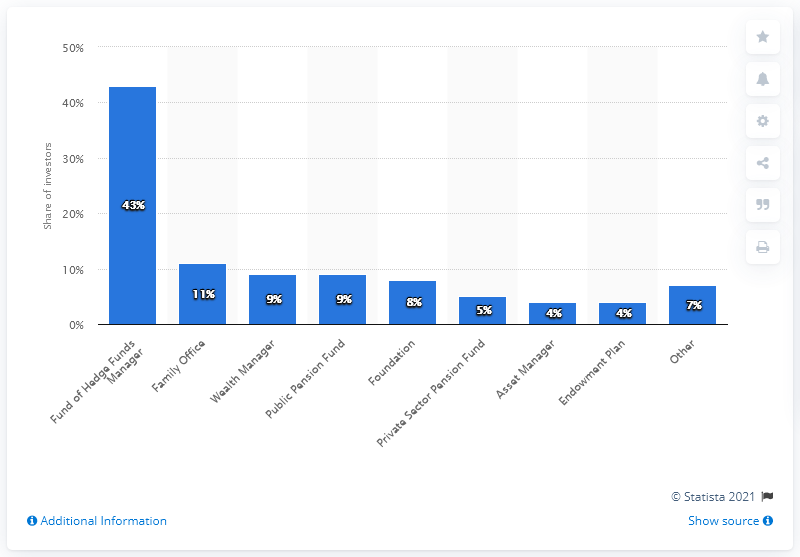 50%
40%
30%
20%
10%
0%
Share of investors
43%
11%
9%
9%
8%
5%
4%
4%
7%
Fund of Hedge Funds
Manager
Family Office
Wealth Manager
Public Pension Fund
Foundation
Private Sector Pension Fund
Asset Manager
Endowment Plan
Other
© Statista 2021
Additional Information
Show source